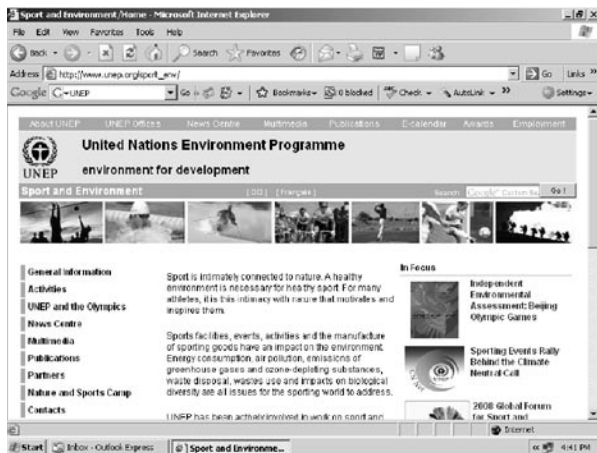 Sport and Environment/Home - Microsoft Internet Explorer
File Edit View Favorites Tools Help
Back Search Favorites
Address http://www.unep.org/sport_env/ Go Links »
Google UNEP Go Bookmarks 0 blocked Check AutoLink » Settings
About UNEP UNEP Offices News Centre Multimedia Publications E-calendar Awards Employment
United Nations Environment Programme
UNEP environment for development
Sport and Environment [Français] Search Google Custom Go!
General Information
Activities
UNEP and the Olympics
News Centre
Multimedia
Publications
Partners
Nature and Sports Camp
Contacts
Sport is intimately connected to nature. A healthy
environment is necessary for healthy sport. For many
athletes, it is this intimacy with nature that motivates and
inspires them.
Sports facilities, events, activities and the manufacture
of sporting goods have an impact on the environment.
Energy consumption, air pollution, emissions of
greenhouse gases and ozone-depleting substances,
waste disposal, wastes use and impacts on biological
diversity are all issues for the sporting world to address.
UNEP has been actively involved in work on sport and
In Focus
Independent
Environmental
Assessment: Beijing
Olympic Games
Sporting Events Rally
Behind the Climate
Neutral Call
2008 Global Forum
for Sport and
Internet
Start Inbox - Outlook Express Sport and Environme... « 4:41 PM